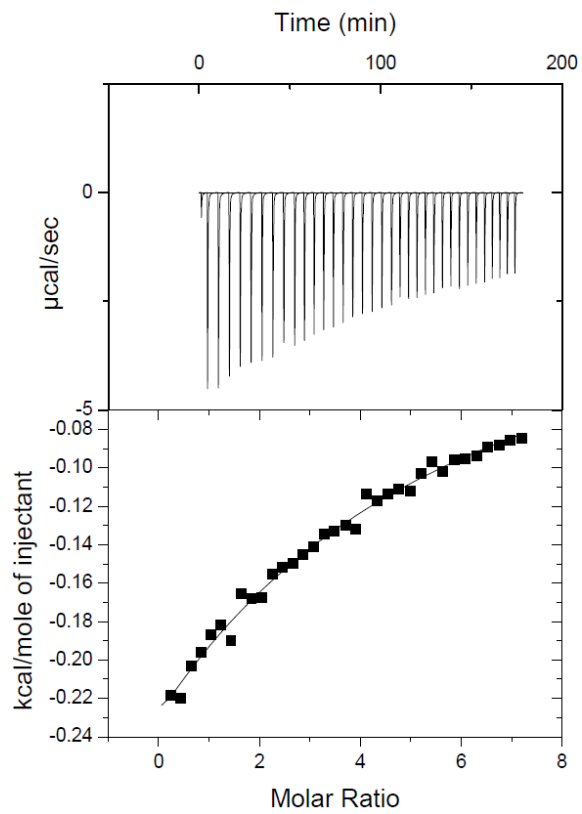 Time (min)
0 100 200
0
µcal/sec
-5
-0.08
-0.10
-0.12
-0.14
-0.16
-0.18
-0.20
-0.22
-0.24
kcal/mole of injectant
0 2 4 6 8
Molar Ratio